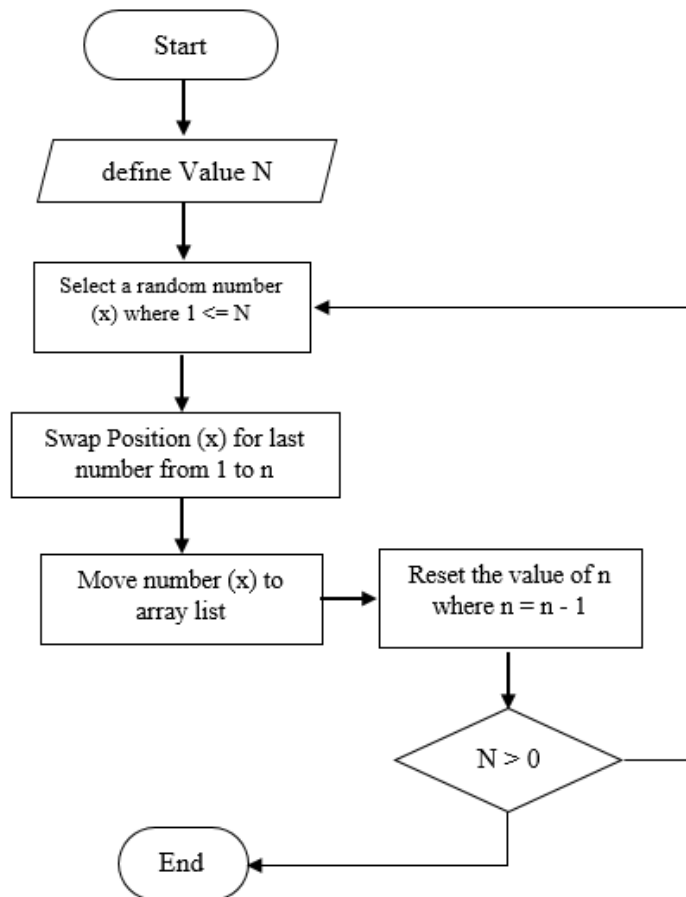 Start
define Value N
Select a random number
(x) where 1 <= N
Swap Position (x) for last
number from 1 to n
Move number (x) to
array list
Reset the value of n
where n = n - 1
N > 0
End